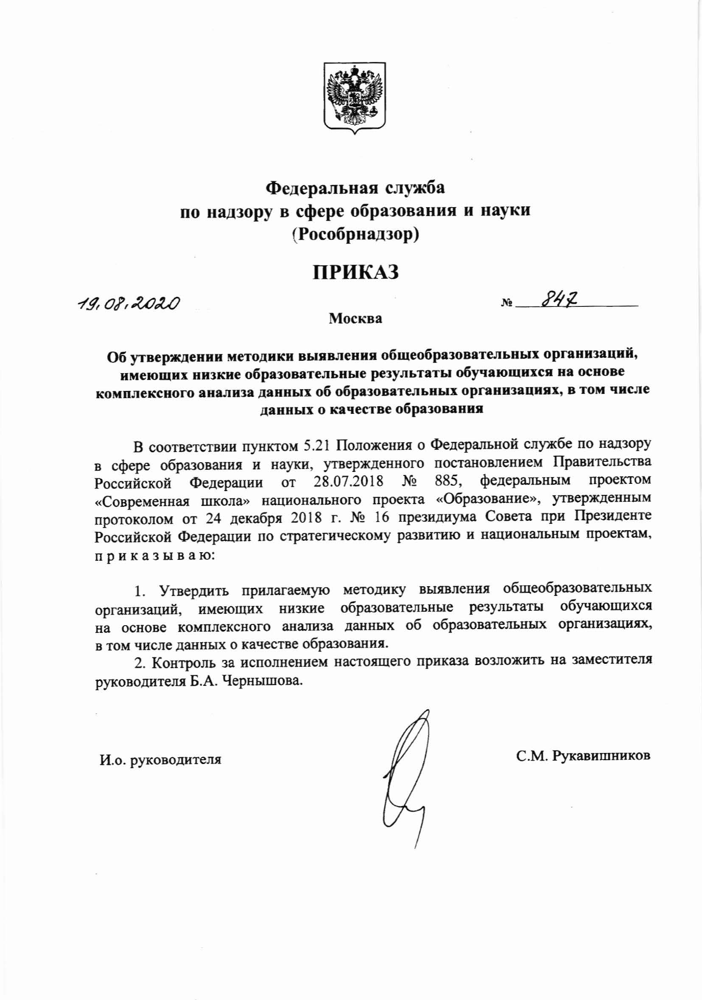 Федеральная служба
по надзору в сфере образования и науки
(Рособрнадзор)
ПРИКАЗ
19.08.2020
№ 847
Москва
Об утверждении методики выявления общеобразовательных организаций,
имеющих низкие образовательные результаты обучающихся на основе
комплексного анализа данных об образовательных организациях, в том числе
данных о качестве образования
В соответствии пунктом 5.21 Положения о Федеральной службе по надзору
в сфере образования и науки, утвержденного постановлением Правительства
Российской Федерации от 28.07.2018 № 885, федеральным проектом
«Современная школа» национального проекта «Образование», утвержденным
протоколом от 24 декабря 2018 г. № 16 президиума Совета при Президенте
Российской Федерации по стратегическому развитию и национальным проектам,
п р и к а з ы в а ю:
1. Утвердить прилагаемую методику выявления общеобразовательных
организаций, имеющих низкие образовательные результаты обучающихся
на основе комплексного анализа данных об образовательных организациях,
в том числе данных о качестве образования.
2. Контроль за исполнением настоящего приказа возложить на заместителя
руководителя Б.А. Чернышова.
И.о. руководителя
С.М. Рукавишников